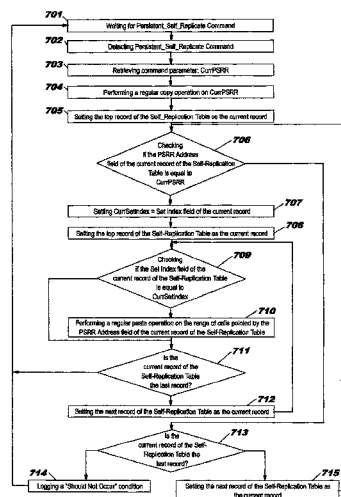 701
Waiting for Persistent_Self_Replicate Command
702
Detecting Persistent_Self_Replicate Command
703
Retrieving command parameter: CurrPSRR
704
Performing a regular copy operation on CurrPSRR
705
Setting the top record of the Self_Replication Table as the current record
706
Checking
if the PSRR Address
field of the current record of the Self-Replication
Table is equal to
CurrPSRR
707
Setting CurrSetIndex = Set Index field of the current record
708
Setting the top record of the Self-Replication Table as the current record
709
Checking
if the Set Index field of the
current record of the Self-Replication Table
is equal to
CurrSetIndex
710
Performing a regular paste operation on the range of cells pointed by the
PSRR Address field of the current record of the Self-Replication Table
711
Is the
current record of the
Self-Replication Table
the last record?
712
Setting the next record of the Self-Replication Table as the current record
713
Is the
current record of the Self-
Replication Table the
last record?
714
Logging a "Should Not Occur" condition
715
Setting the next record of the Self-Replication Table as
the current record